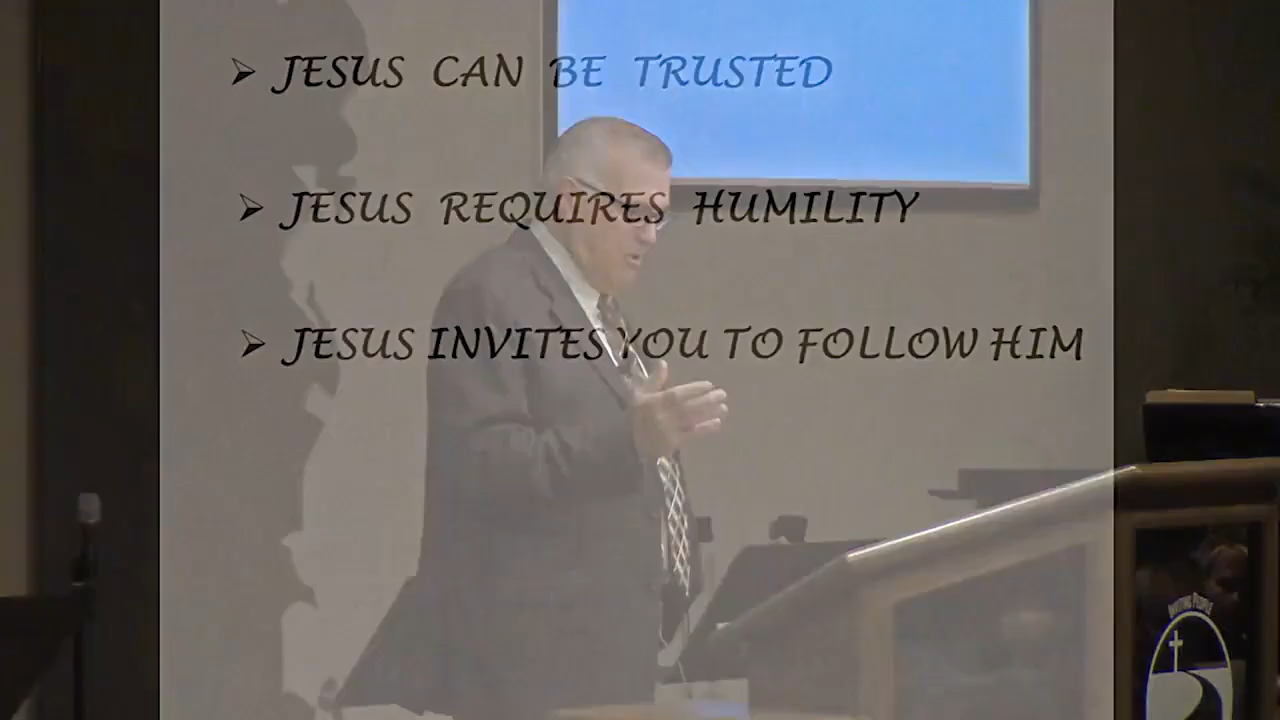 ➢ JESUS CAN BE TRUSTED
➢ JESUS REQUIRES HUMILITY
➢ JESUS INVITES YOU TO FOLLOW HIM